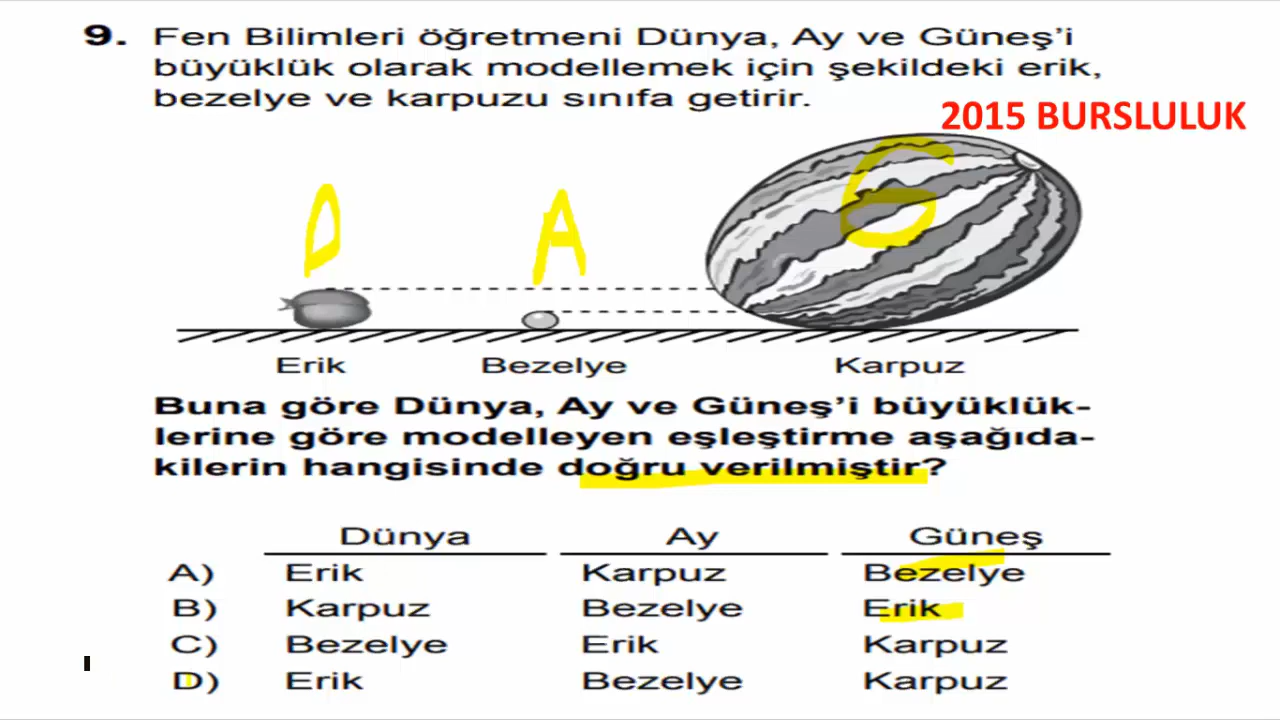 9. Fen Bilimleri öğretmeni Dünya, Ay ve Güneş’i
büyüklük olarak modellemek için şekildeki erik,
bezelye ve karpuzu sınıfa getirir.
2015 BURSLULUK
D A G
Erik Bezelye Karpuz
Buna göre Dünya, Ay ve Güneş’i büyüklük-
lerine göre modelleyen eşleştirme aşağıda-
kilerin hangisinde doğru verilmiştir?
Dünya Ay Güneş
A) Erik Karpuz Bezelye
B) Karpuz Bezelye Erik
C) Bezelye Erik Karpuz
D) Erik Bezelye Karpuz